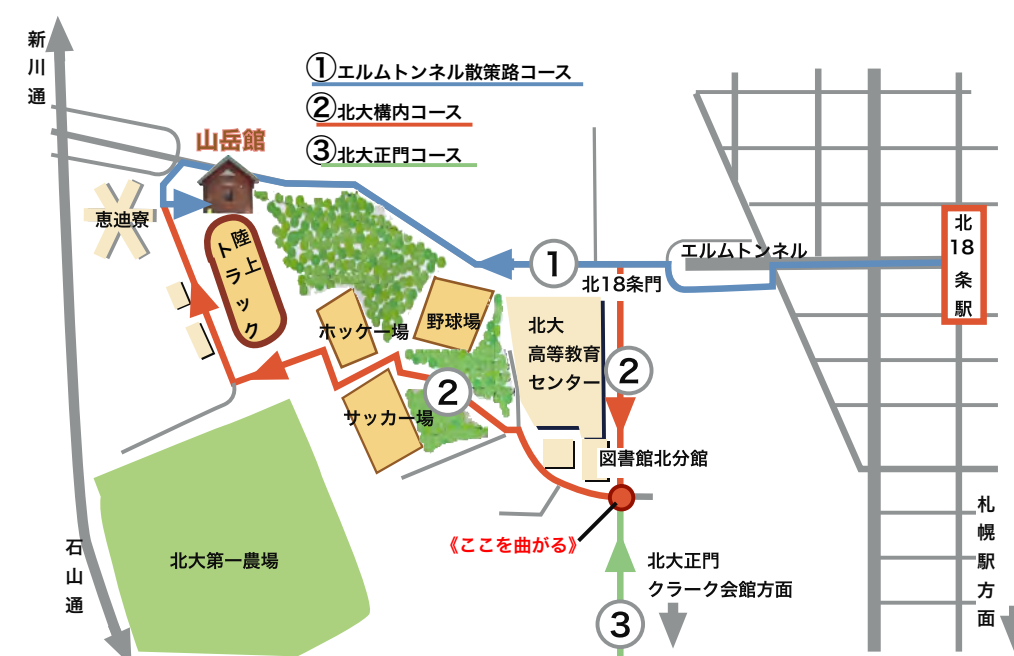 新川通
①エルムトンネル散策路コース
②北大構内コース
③北大正門コース
山岳館
恵迪寮
陸上
トラック
エルムトンネル
北18条駅
①
北18条門
ホッケー場
野球場
北大
高等教育
センター
②
②
サッカー場
図書館北分館
《ここを曲がる》
北大第一農場
石山通
北大正門
クラーク会館方面
③
札幌駅方面